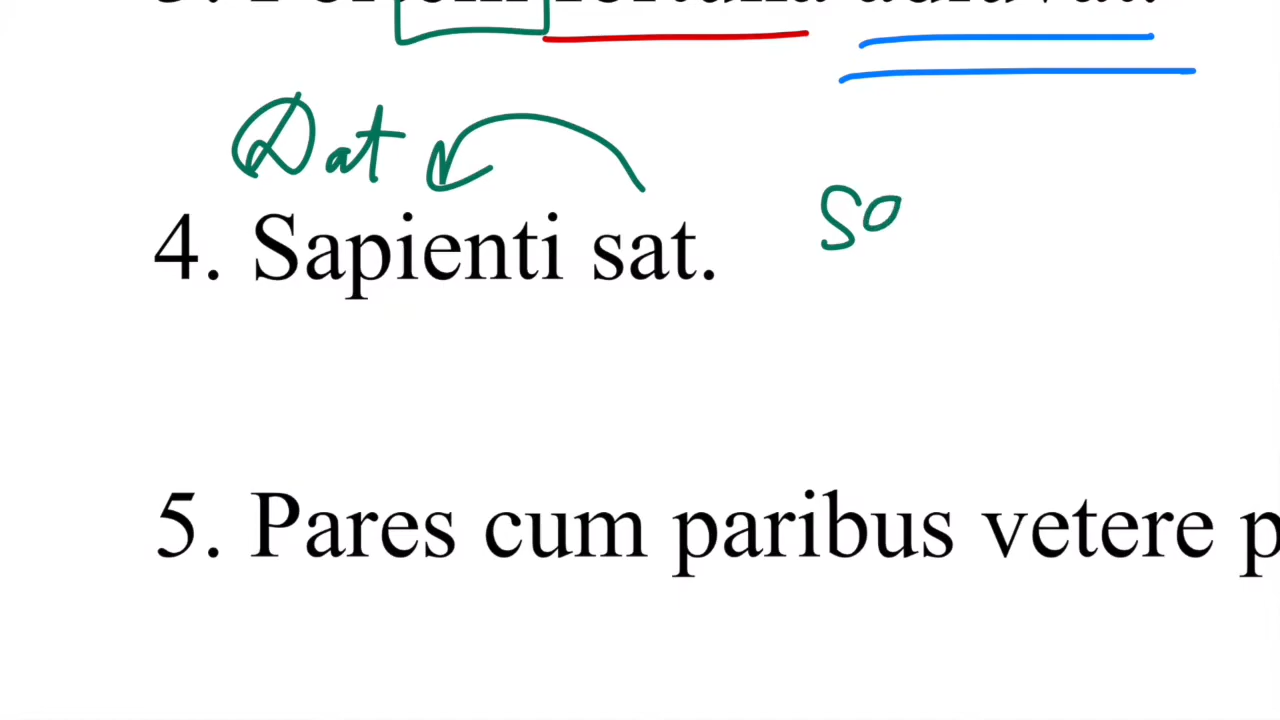 Dat
4. Sapienti sat. so
5. Pares cum paribus vetere p